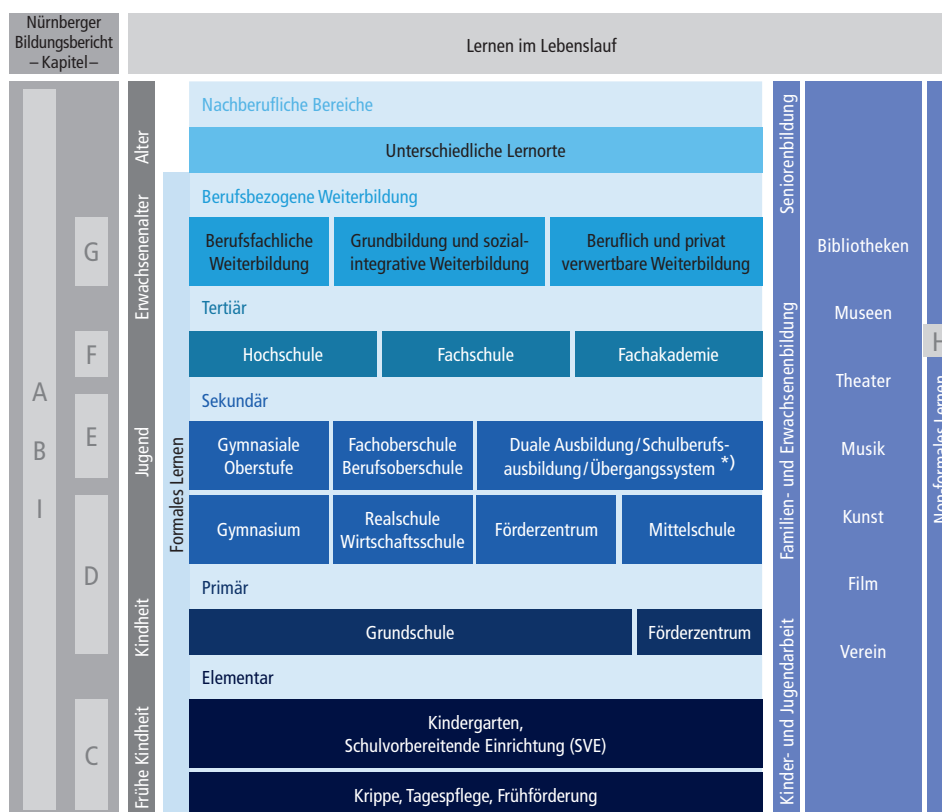 Nürnberger
Bildungsbericht
– Kapitel –
Lernen im Lebenslauf
A
B
I
G
F
E
D
C
Alter
Erwachsenenalter
Jugend
Kindheit
Frühe Kindheit
Formales Lernen
Nachberufliche Bereiche
Unterschiedliche Lernorte
Berufsbezogene Weiterbildung
Berufsfachliche
Weiterbildung
Grundbildung und sozial-
integrative Weiterbildung
Beruflich und privat
verwertbare Weiterbildung
Tertiär
Hochschule
Fachschule
Fachakademie
Sekundär
Gymnasiale
Oberstufe
Fachoberschule
Berufsoberschule
Duale Ausbildung / Schulberufs-
ausbildung / Übergangssystem *)
Gymnasium
Realschule
Wirtschaftsschule
Förderzentrum
Mittelschule
Primär
Grundschule
Förderzentrum
Elementar
Kindergarten,
Schulvorbereitende Einrichtung (SVE)
Krippe, Tagespflege, Frühförderung
Seniorenbildung
Familien- und Erwachsenenbildung
Kinder- und Jugendarbeit
Bibliotheken
Museen
Theater
Musik
Kunst
Film
Verein
H
Non-formales Lernen